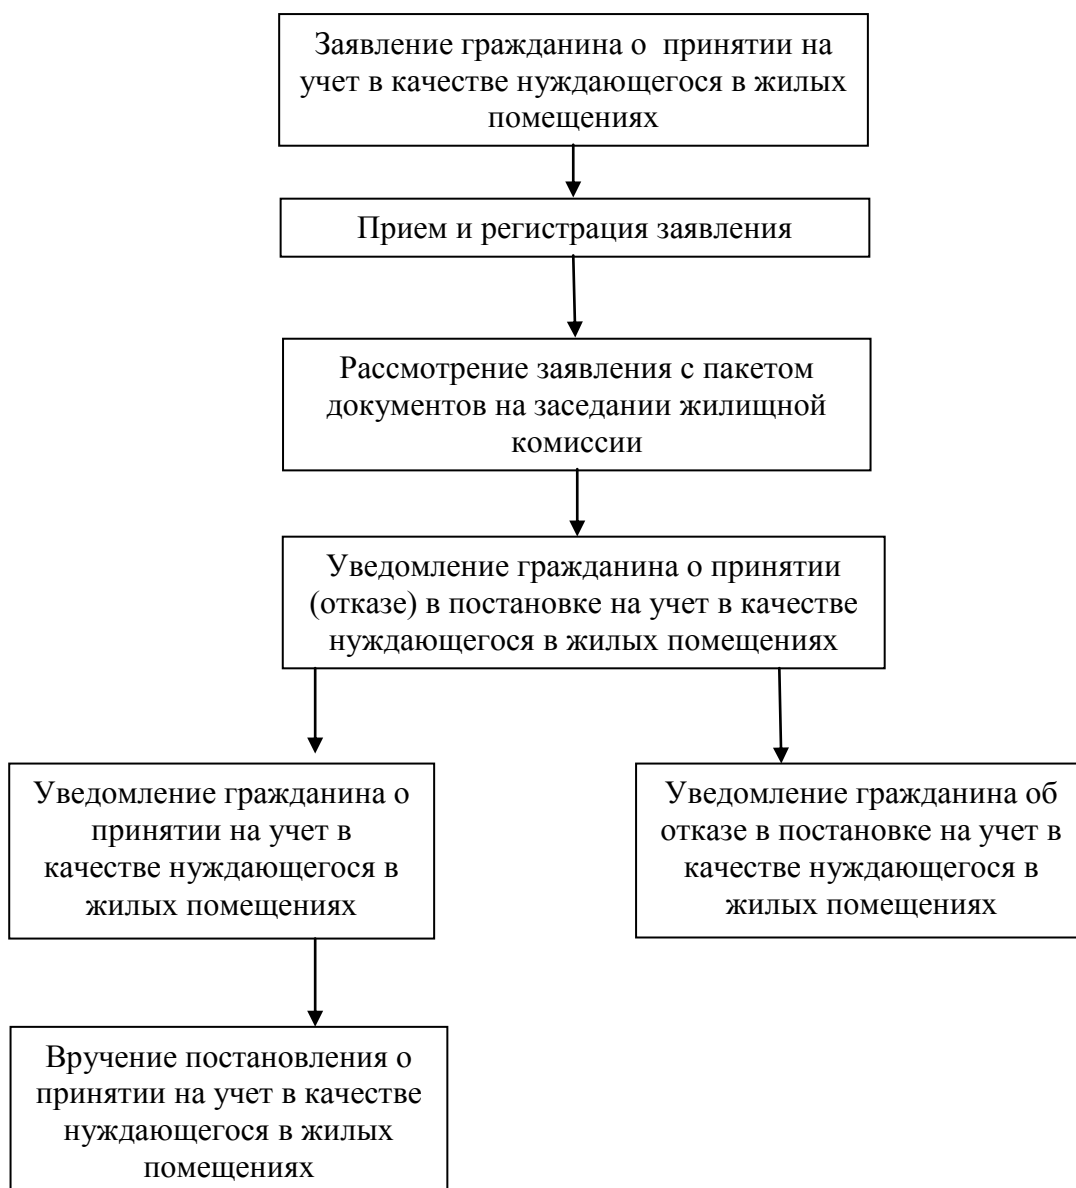 Заявление гражданина о  принятии на
учет в качестве нуждающегося в жилых
помещениях
Прием и регистрация заявления
Рассмотрение заявления с пакетом
документов на заседании жилищной
комиссии
Уведомление гражданина о принятии
(отказе) в постановке на учет в качестве
нуждающегося в жилых помещениях
Уведомление гражданина о
принятии на учет в
качестве нуждающегося в
жилых помещениях
Уведомление гражданина об
отказе в постановке на учет в
качестве нуждающегося в
жилых помещениях
Вручение постановления о
принятии на учет в качестве
нуждающегося в жилых
помещениях